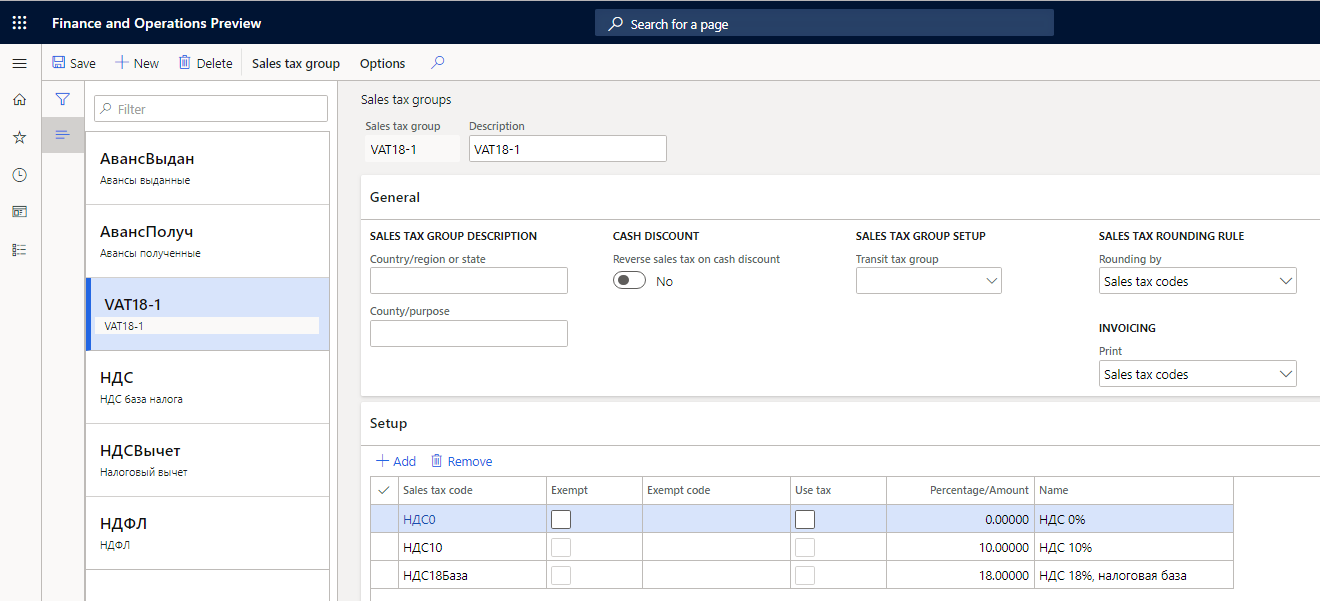 Finance and Operations Preview
Search for a page
Save
New
Delete
Sales tax group
Options
Filter
АвансВыдан
Авансы выданные
АвансПолуч
Авансы полученные
VAT18-1
VAT18-1
НДС
НДС база налога
НДСВычет
Налоговый вычет
НДФЛ
НДФЛ
Sales tax groups
Sales tax group
Description
VAT18-1
VAT18-1
General
SALES TAX GROUP DESCRIPTION
Country/region or state
County/purpose
CASH DISCOUNT
Reverse sales tax on cash discount
No
SALES TAX GROUP SETUP
Transit tax group
SALES TAX ROUNDING RULE
Rounding by
Sales tax codes
INVOICING
Print
Sales tax codes
Setup
Add
Remove
Sales tax code Exempt Exempt code Use tax Percentage/Amount Name
НДС0 0.00000 НДС 0%
НДС10 10.00000 НДС 10%
НДС18База 18.00000 НДС 18%, налоговая база